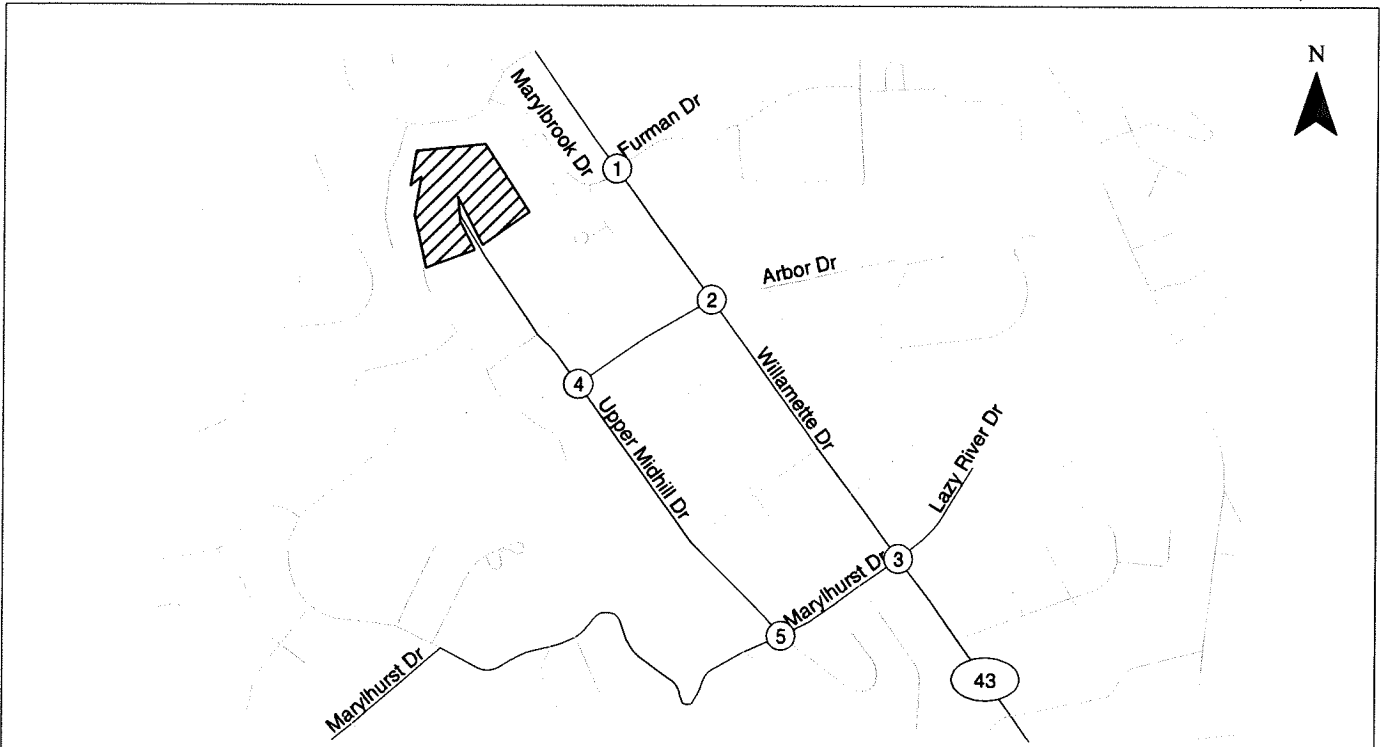 N
Marylbrook Dr
Furman Dr
1
Arbor Dr
2
Willamette Dr
4
Upper Midhill Dr
Lazy River Dr
3
Marylhurst Dr
5
Marylhurst Dr
43